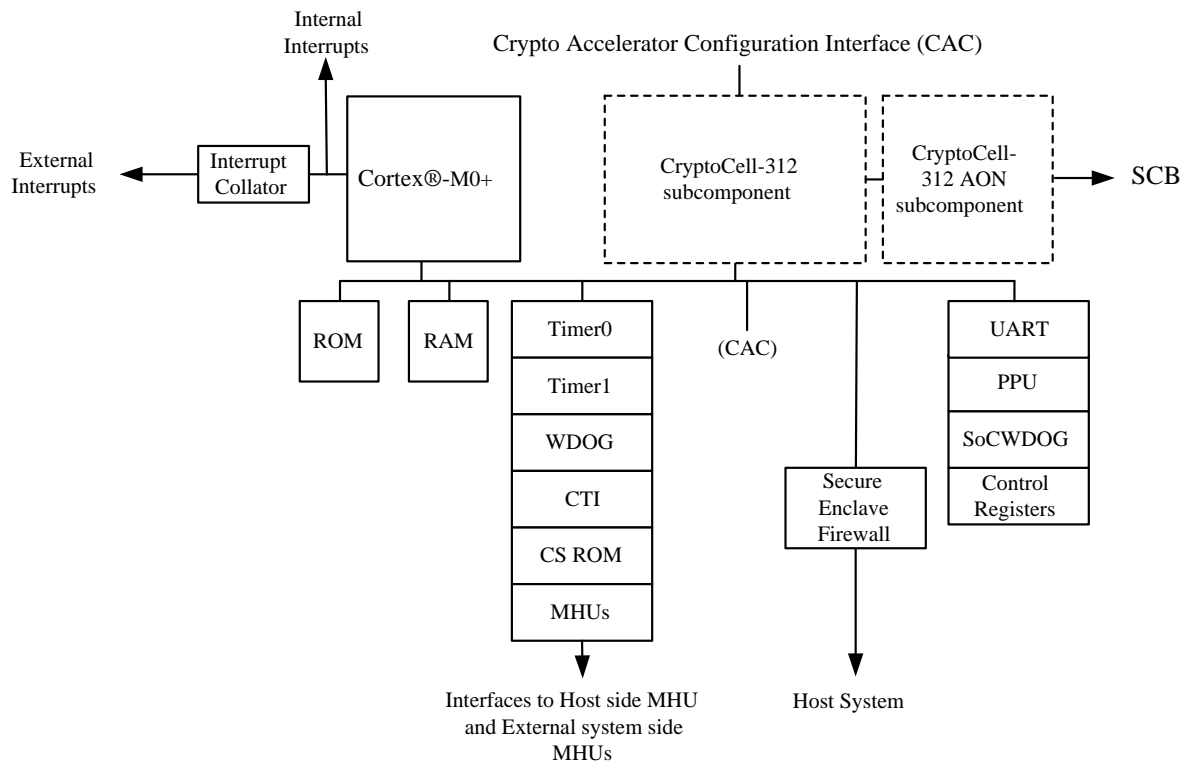 Internal
Interrupts
Crypto Accelerator Configuration Interface (CAC)
External
Interrupts
Interrupt
Collator
Cortex®-M0+
CryptoCell-312
subcomponent
CryptoCell-
312 AON
subcomponent
SCB
ROM
RAM
Timer0
Timer1
WDOG
CTI
CS ROM
MHUs
(CAC)
Secure
Enclave
Firewall
UART
PPU
SoCWDOG
Control
Registers
Interfaces to Host side MHU
and External system side
MHUs
Host System